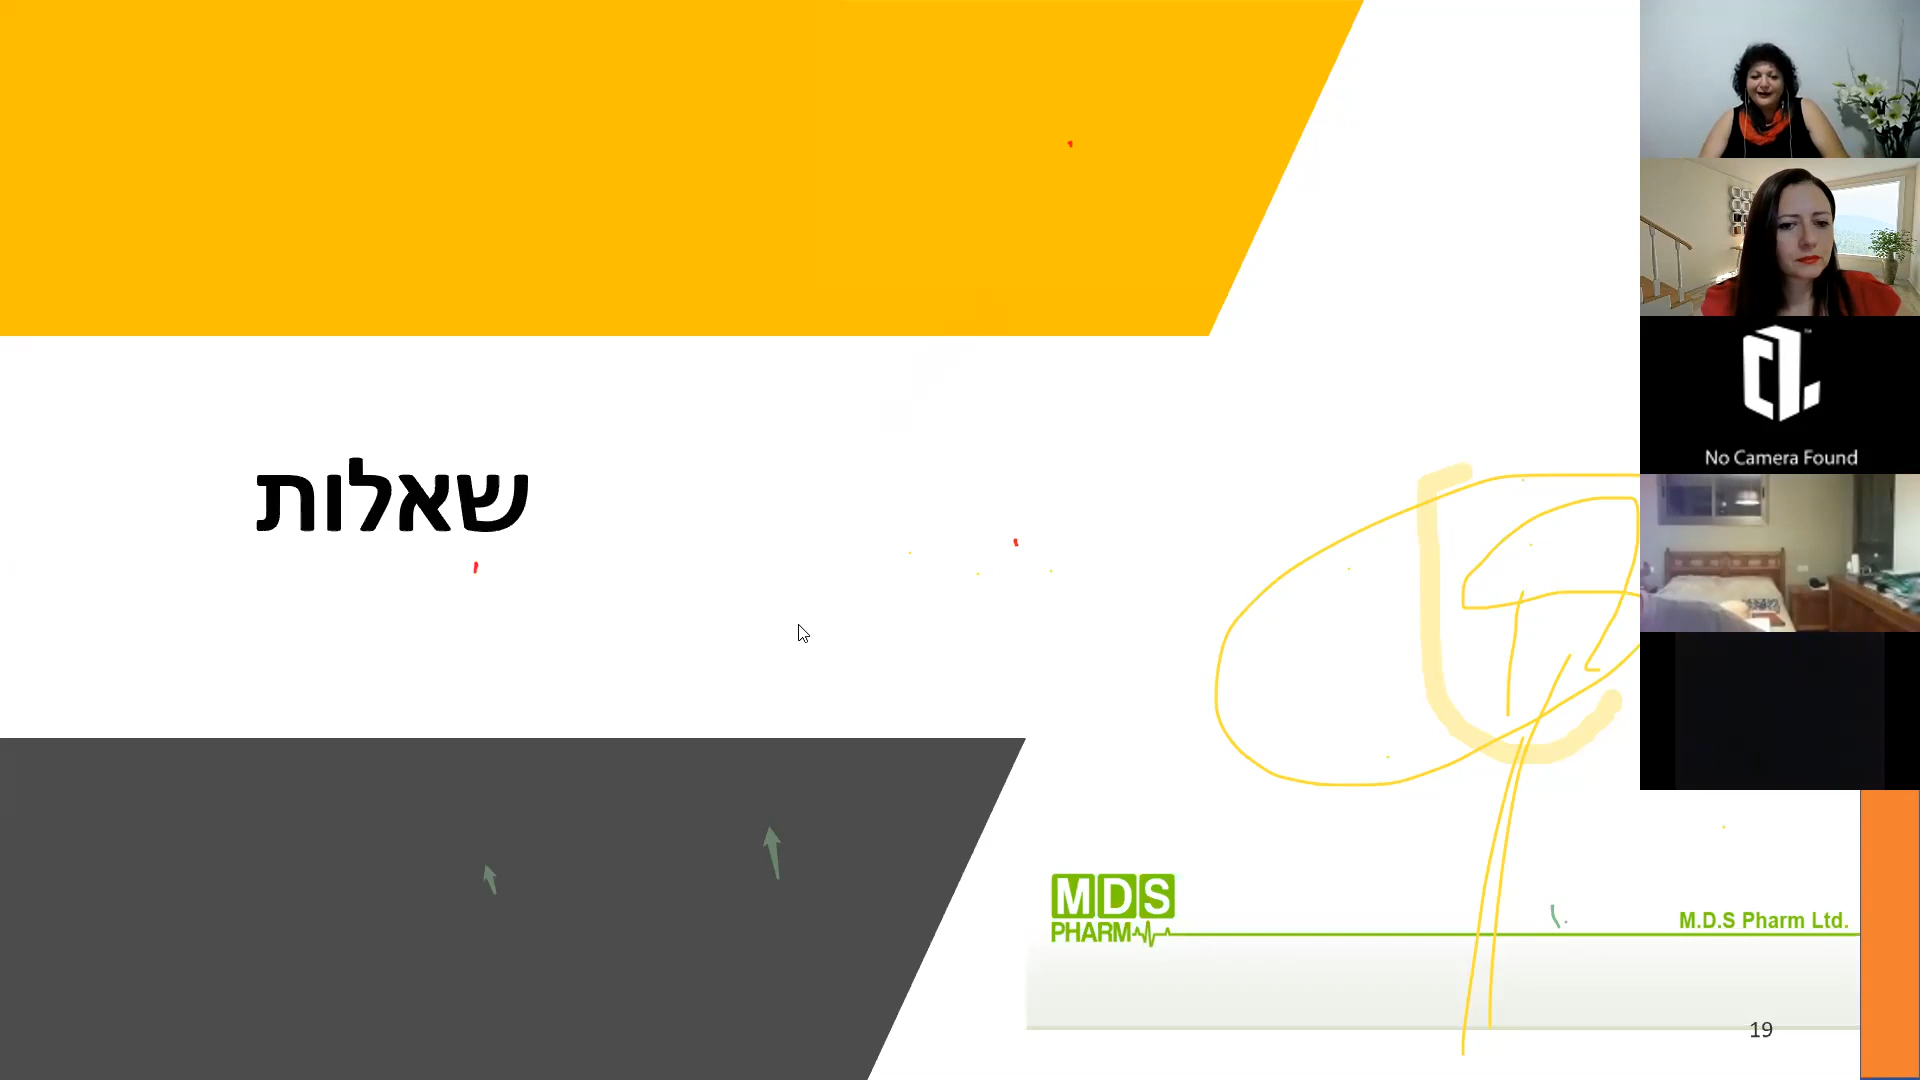 שאלות
No Camera Found
MDS
PHARM
M.D.S Pharm Ltd.
19